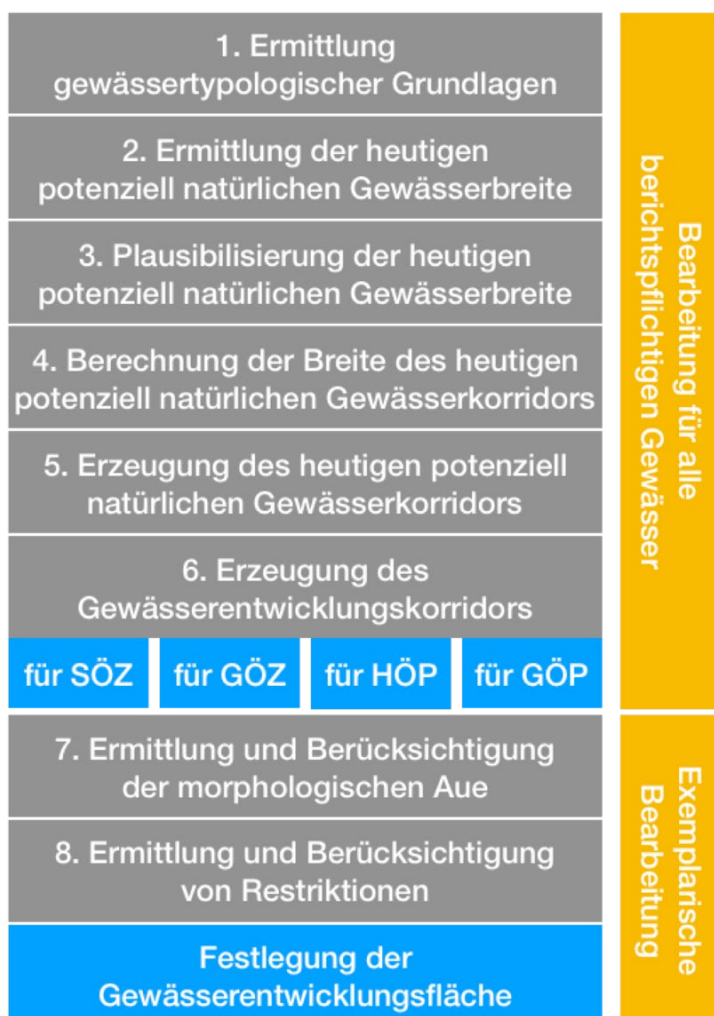 1. Ermittlung
gewässertypologischer Grundlagen
2. Ermittlung der heutigen
potenziell natürlichen Gewässerbreite
3. Plausibilisierung der heutigen
potenziell natürlichen Gewässerbreite
4. Berechnung der Breite des heutigen
potenziell natürlichen Gewässerkorridors
5. Erzeugung des heutigen potenziell
natürlichen Gewässerkorridors
6. Erzeugung des
Gewässerentwicklungskorridors
für SÖZ
für GÖZ
für HÖP
für GÖP
Bearbeitung für alle
berichtspflichtigen Gewässer
7. Ermittlung und Berücksichtigung
der morphologischen Aue
8. Ermittlung und Berücksichtigung
von Restriktionen
Festlegung der
Gewässerentwicklungsfläche
Exemplarische
Bearbeitung